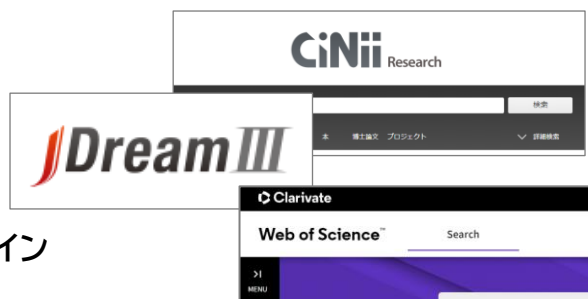 CiNii Research
検索
本 博士論文 プロジェクト 詳細検索
JDreamIII
Clarivate
Web of Science™ Search
イン
MENU